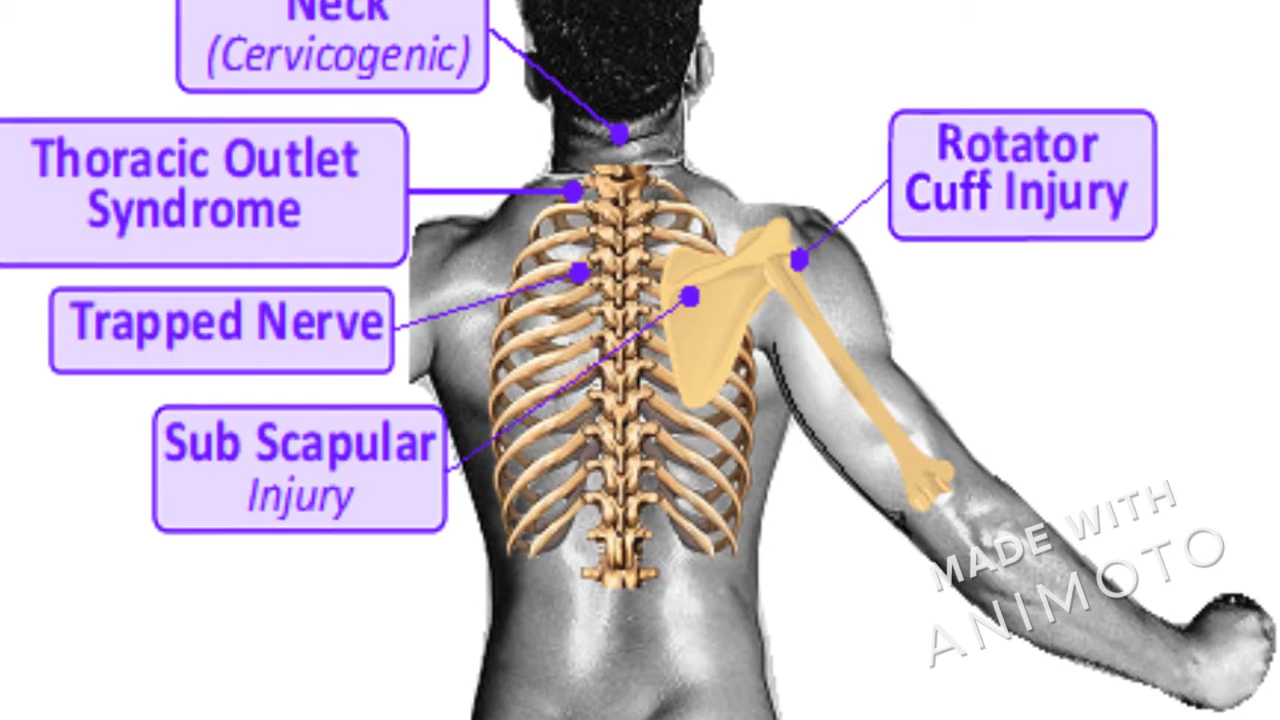 Neck
(Cervicogenic)
Thoracic Outlet
Syndrome
Rotator
Cuff Injury
Trapped Nerve
Sub Scapular
Injury
MADE WITH
ANIMOTO